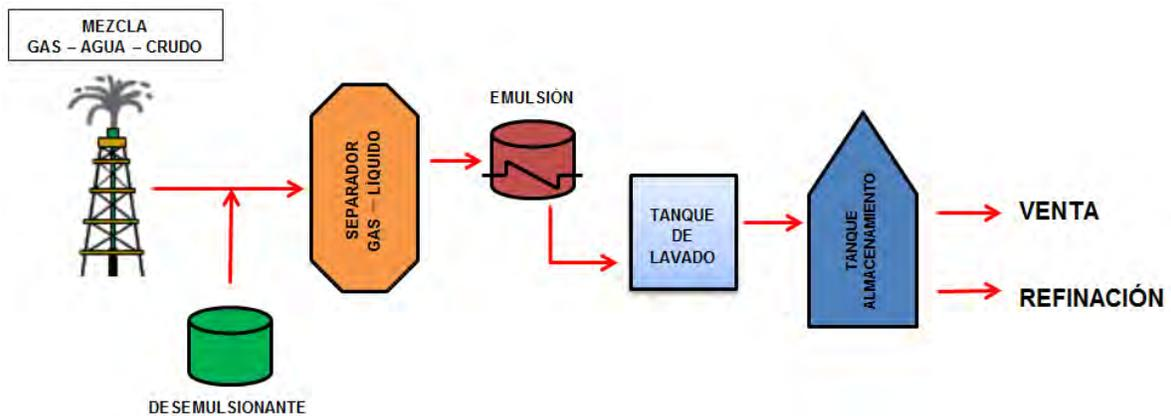 MEZCLA
GAS – AGUA – CRUDO
SEPARADOR
GAS – LÍQUIDO
EMULSIÓN
TANQUE
DE
LAVADO
TANQUE
ALMACENAMIENTO
VENTA
REFINACIÓN
DESEMULSIONANTE